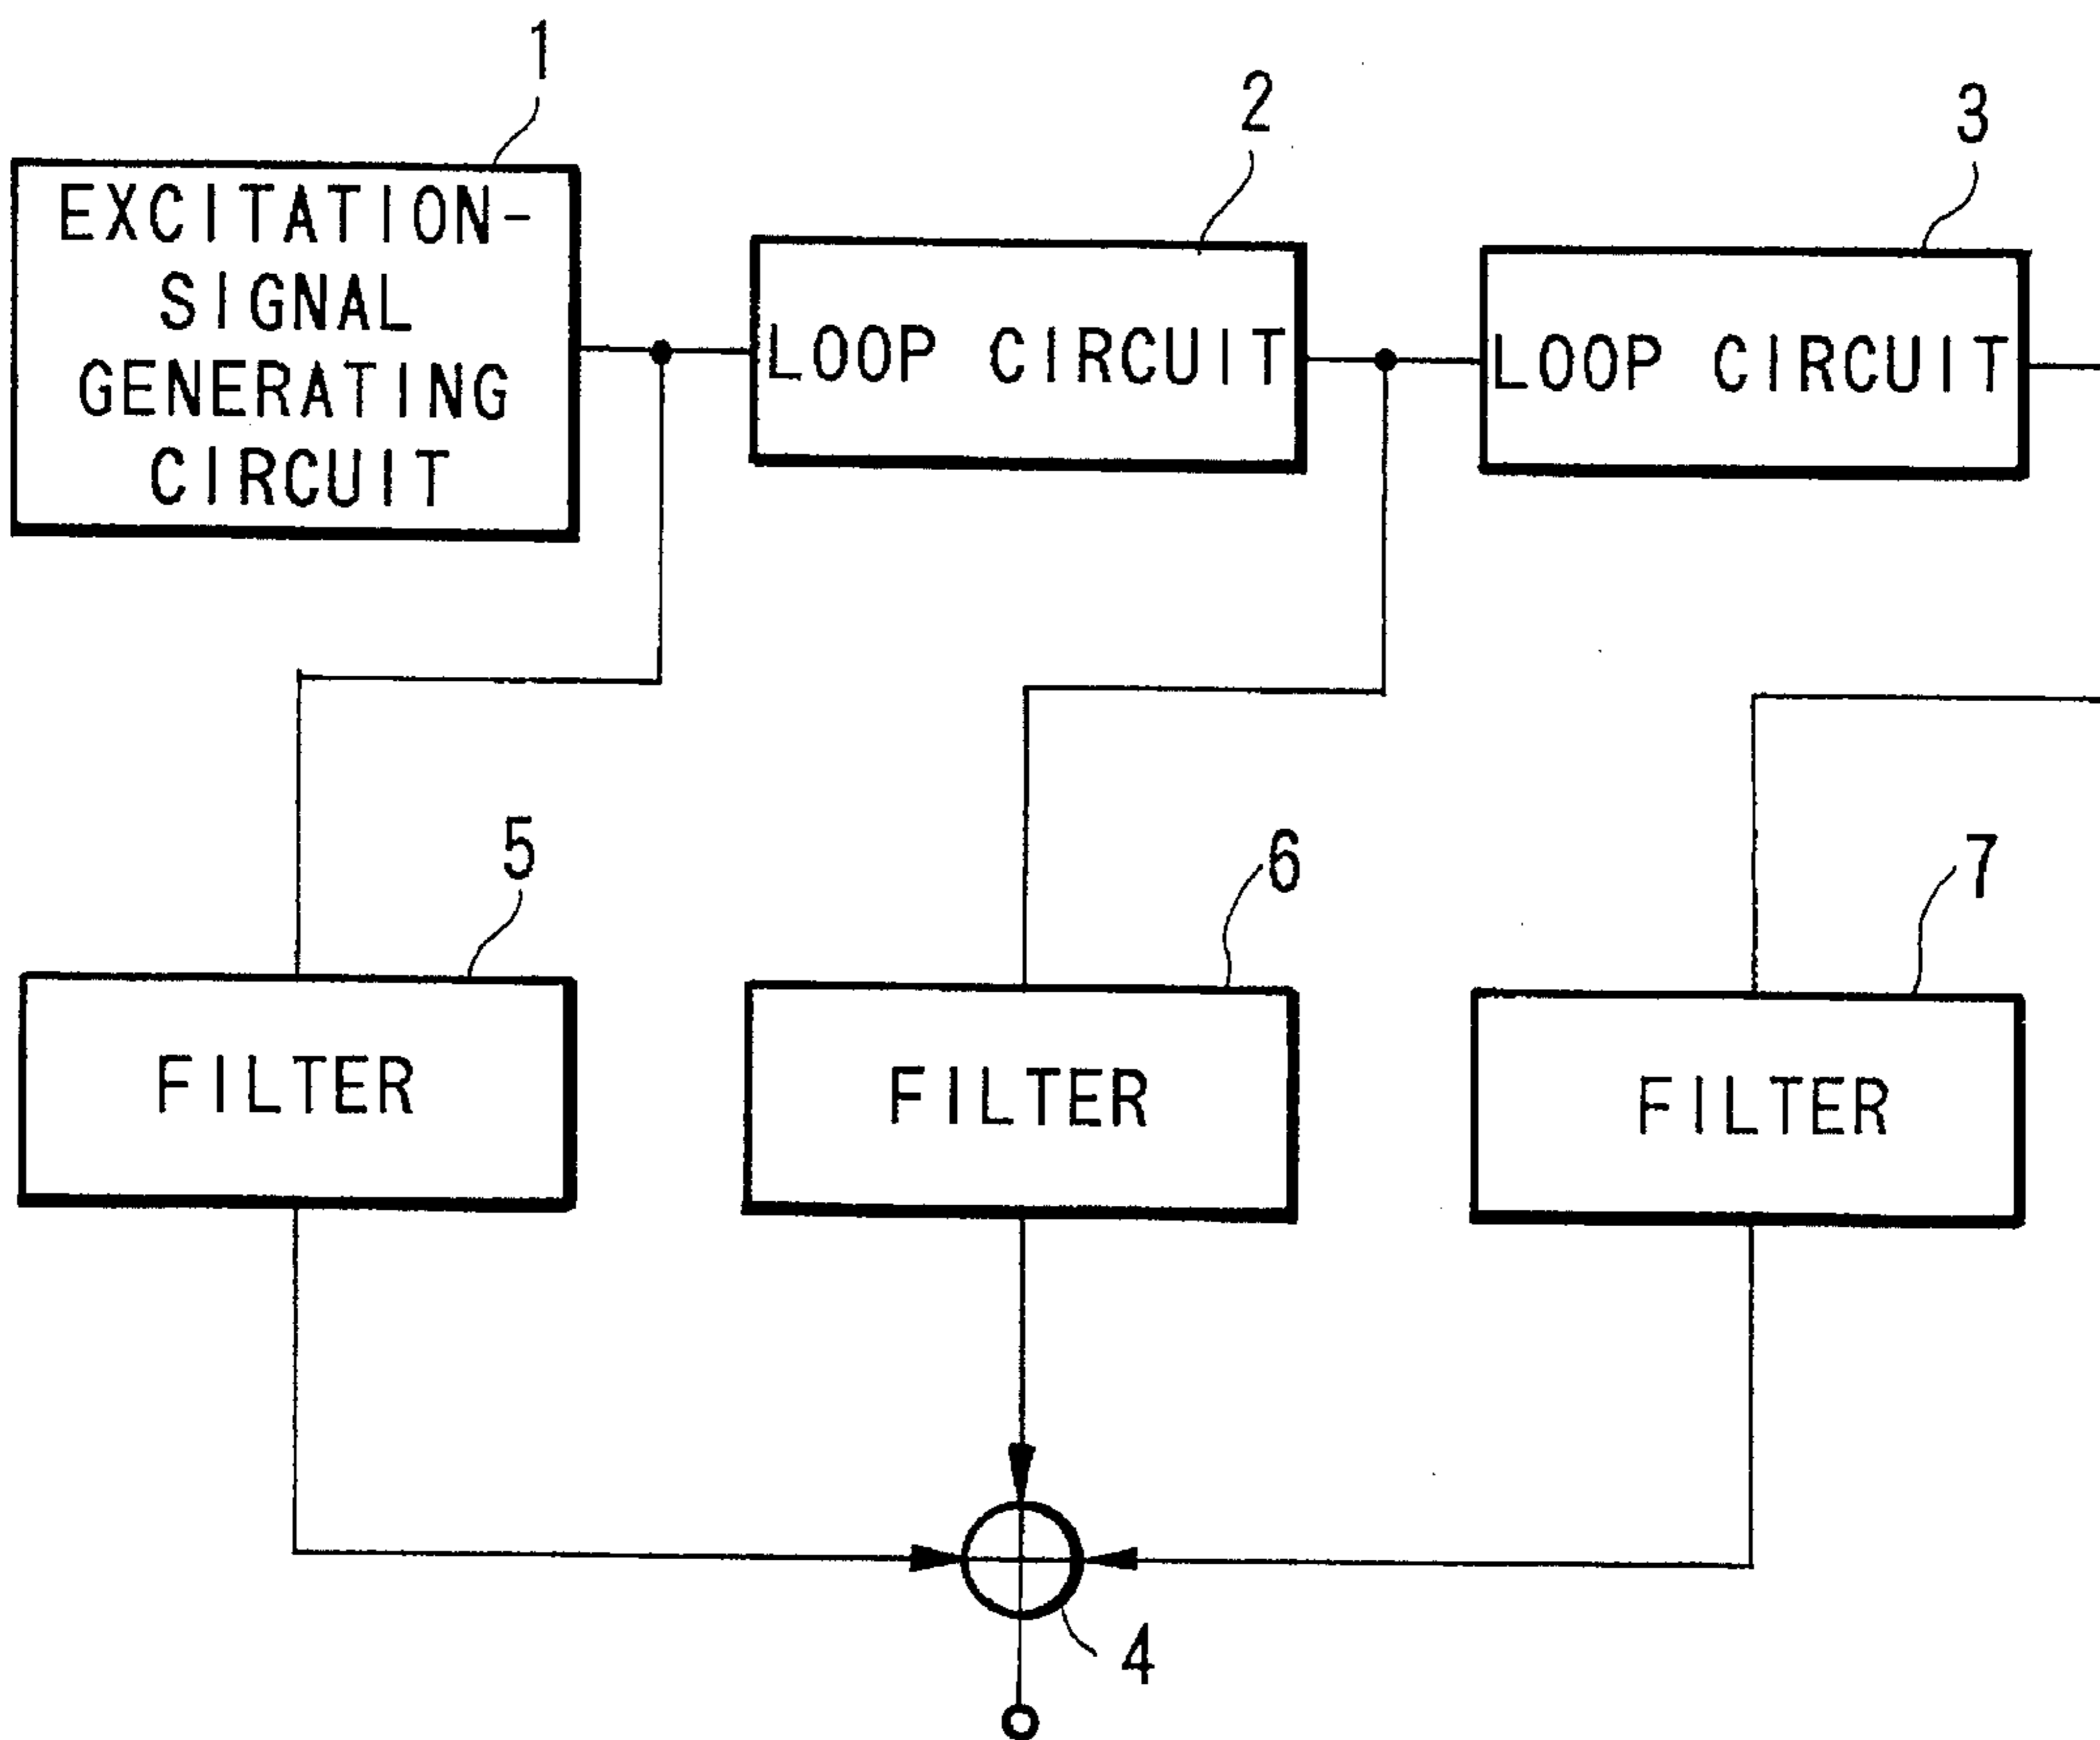 1
2
3
EXCITATION-
SIGNAL
GENERATING
CIRCUIT
LOOP CIRCUIT
LOOP CIRCUIT
5
6
7
FILTER
FILTER
FILTER
4